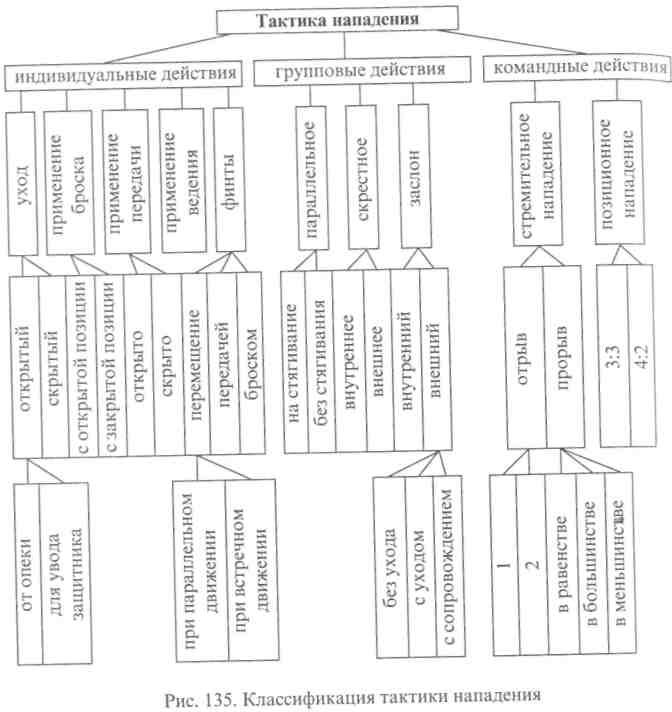 Тактика нападения
индивидуальные действия
групповые действия
командные действия
уход
применение
броска
применение
передачи
применение
ведения
финты
параллельное
скрестное
заслон
стремительное
нападение
позиционное
нападение
открытый
скрытый
с открытой позиции
с закрытой позиции
открыто
скрыто
перемещение
передачей
броском
на стягивание
без стягивания
внутреннее
внешнее
внутренний
внешний
отрыв
прорыв
3:3
4:2
от опеки
для увода
защитника
при параллельном
движении
при встречном
движении
без ухода
с уходом
с сопровождением
1
2
в равенстве
в большинстве
в меньшинстве
Рис. 135. Классификация тактики нападения